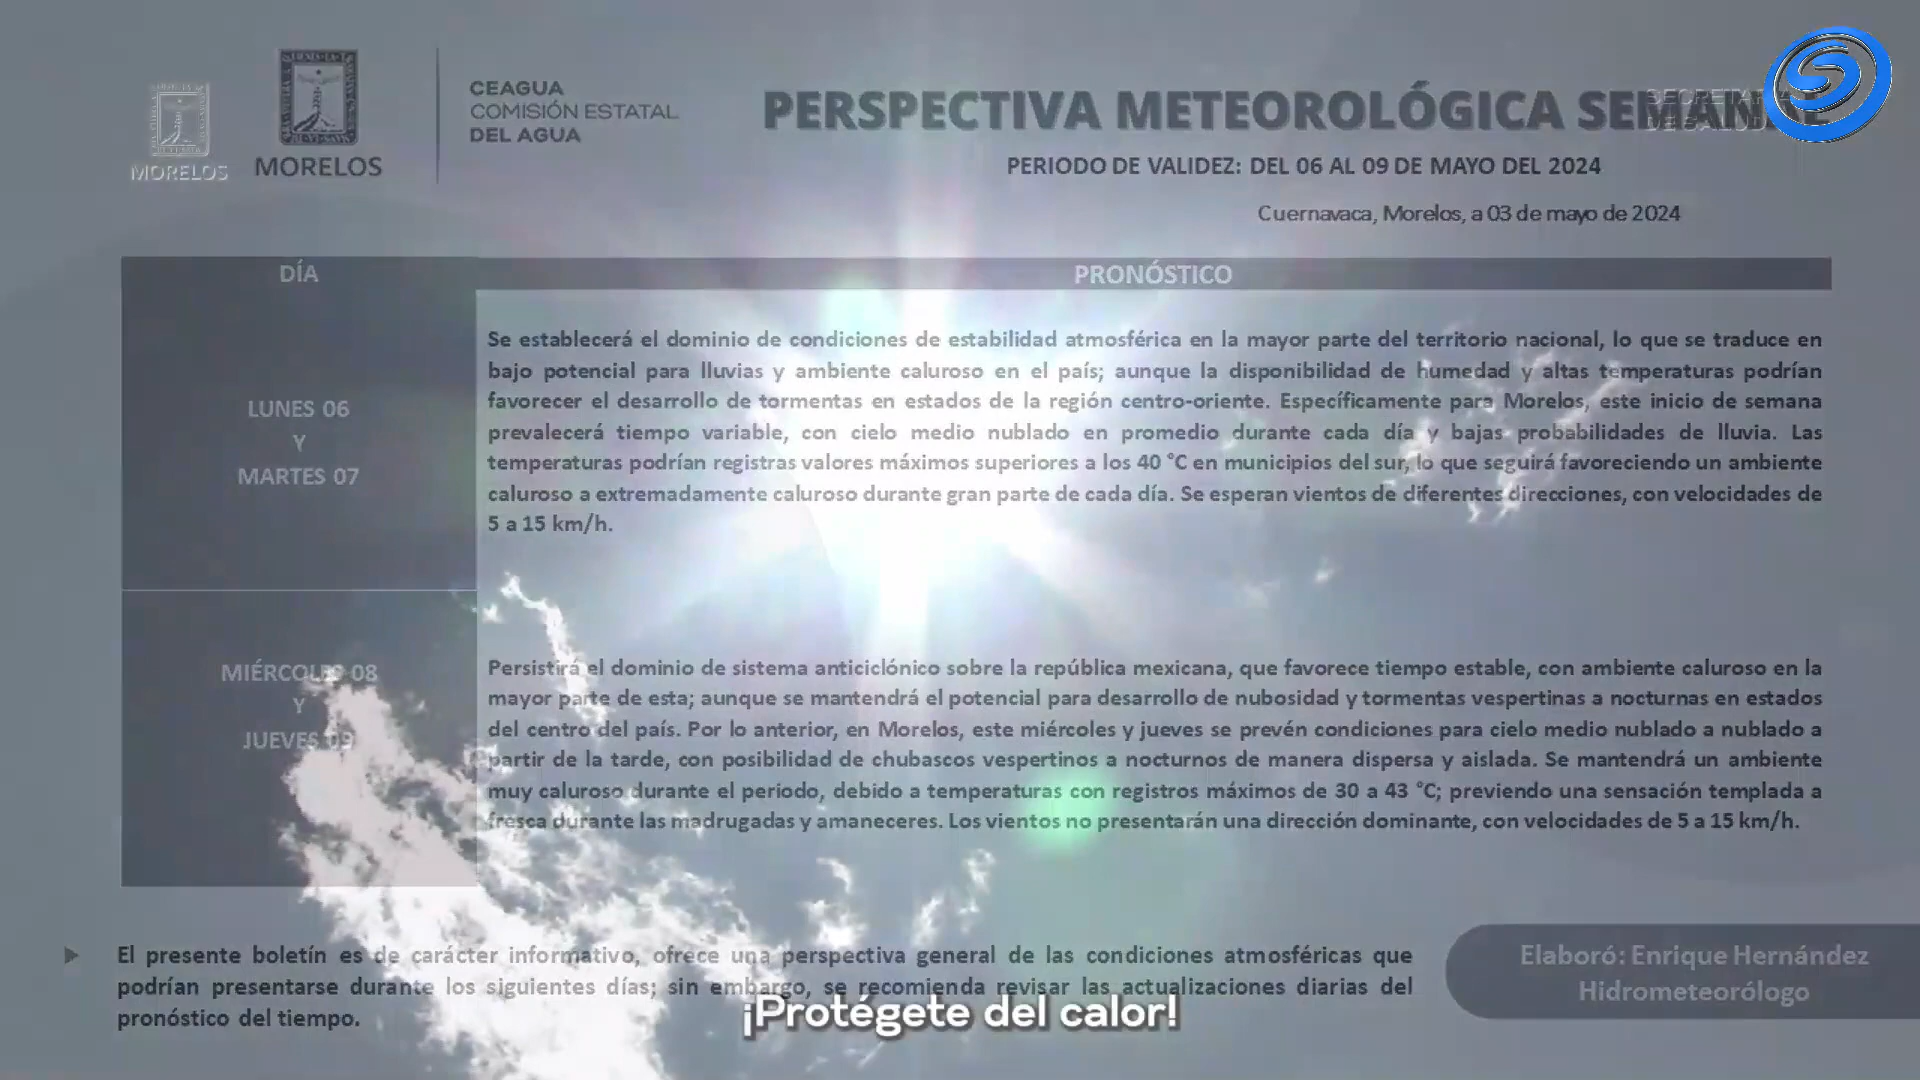 MORELOS
MORELOS
CEAGUA
COMISIÓN ESTATAL
DEL AGUA
PERSPECTIVA METEOROLÓGICA SEMANAL
SECRETARÍA
DE SALUD
PERIODO DE VALIDEZ: DEL 06 AL 09 DE MAYO DEL 2024
Cuernavaca, Morelos, a 03 de mayo de 2024
DÍA
PRONÓSTICO
LUNES 06
Y
MARTES 07
Se establecerá el dominio de condiciones de estabilidad atmosférica en la mayor parte del territorio nacional, lo que se traduce en
bajo potencial para lluvias y ambiente caluroso en el país; aunque la disponibilidad de humedad y altas temperaturas podrían
favorecer el desarrollo de tormentas en estados de la región centro-oriente. Específicamente para Morelos, este inicio de semana
prevalecerá tiempo variable, con cielo medio nublado en promedio durante cada día y bajas probabilidades de lluvia. Las
temperaturas podrían registras valores máximos superiores a los 40 °C en municipios del sur, lo que seguirá favoreciendo un ambiente
caluroso a extremadamente caluroso durante gran parte de cada día. Se esperan vientos de diferentes direcciones, con velocidades de
5 a 15 km/h.
MIÉRCOLES 08
Y
JUEVES 09
Persistirá el dominio de sistema anticiclónico sobre la república mexicana, que favorece tiempo estable, con ambiente caluroso en la
mayor parte de esta; aunque se mantendrá el potencial para desarrollo de nubosidad y tormentas vespertinas a nocturnas en estados
del centro del país. Por lo anterior, en Morelos, este miércoles y jueves se prevén condiciones para cielo medio nublado a nublado a
partir de la tarde, con posibilidad de chubascos vespertinos a nocturnos de manera dispersa y aislada. Se mantendrá un ambiente
muy caluroso durante el periodo, debido a temperaturas con registros máximos de 30 a 43 °C; previendo una sensación templada a
fresca durante las madrugadas y amaneceres. Los vientos no presentarán una dirección dominante, con velocidades de 5 a 15 km/h.
El presente boletín es de carácter informativo, ofrece una perspectiva general de las condiciones atmosféricas que
podrían presentarse durante los siguientes días; sin embargo, se recomienda revisar las actualizaciones diarias del
pronóstico del tiempo.
Elaboró: Enrique Hernández
Hidrometeorólogo
¡Protégete del calor!